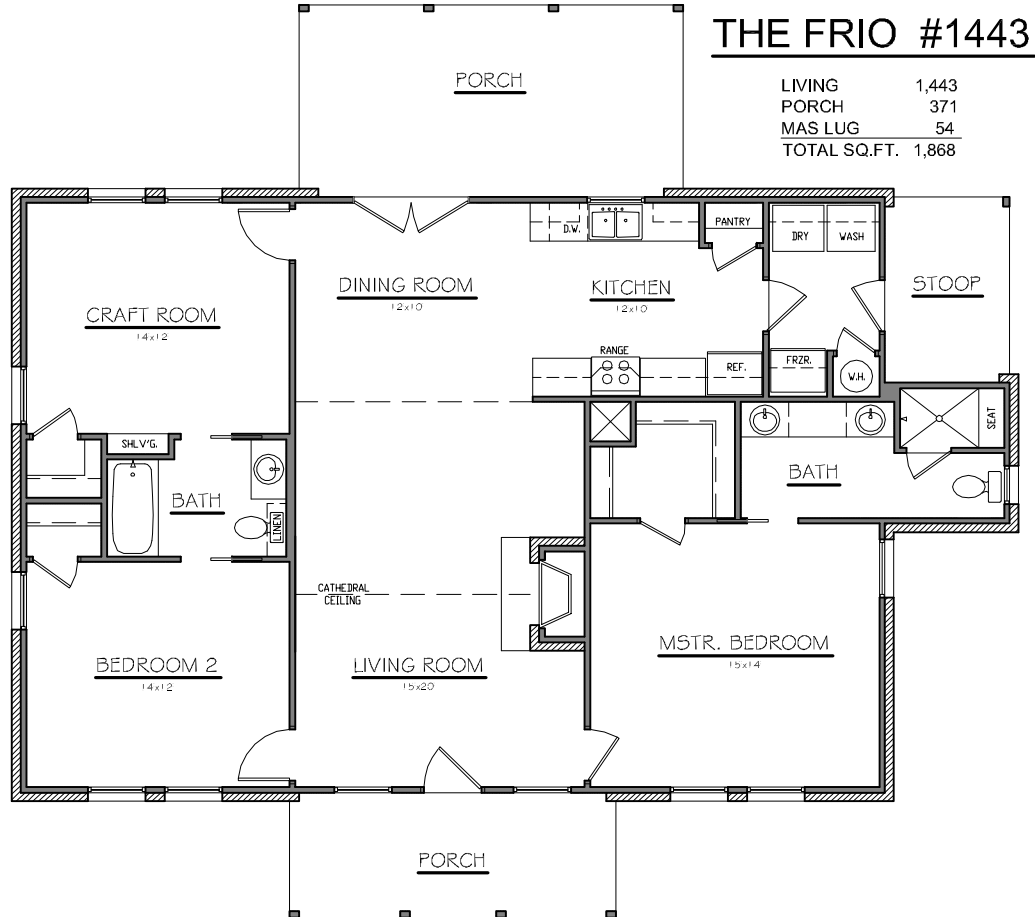 THE FRIO #1443
LIVING 1,443
PORCH 371
MAS LUG 54
TOTAL SQ.FT. 1,868
PORCH
D.W.
PANTRY
DRY
WASH
DINING ROOM
12x10
KITCHEN
12x10
STOOP
CRAFT ROOM
14x12
RANGE
REF.
FRZR.
W.H.
SEAT
SHLV'G.
BATH
LINEN
BATH
CATHEDRAL
CEILING
MSTR. BEDROOM
15x14
BEDROOM 2
14x12
LIVING ROOM
15x20
PORCH